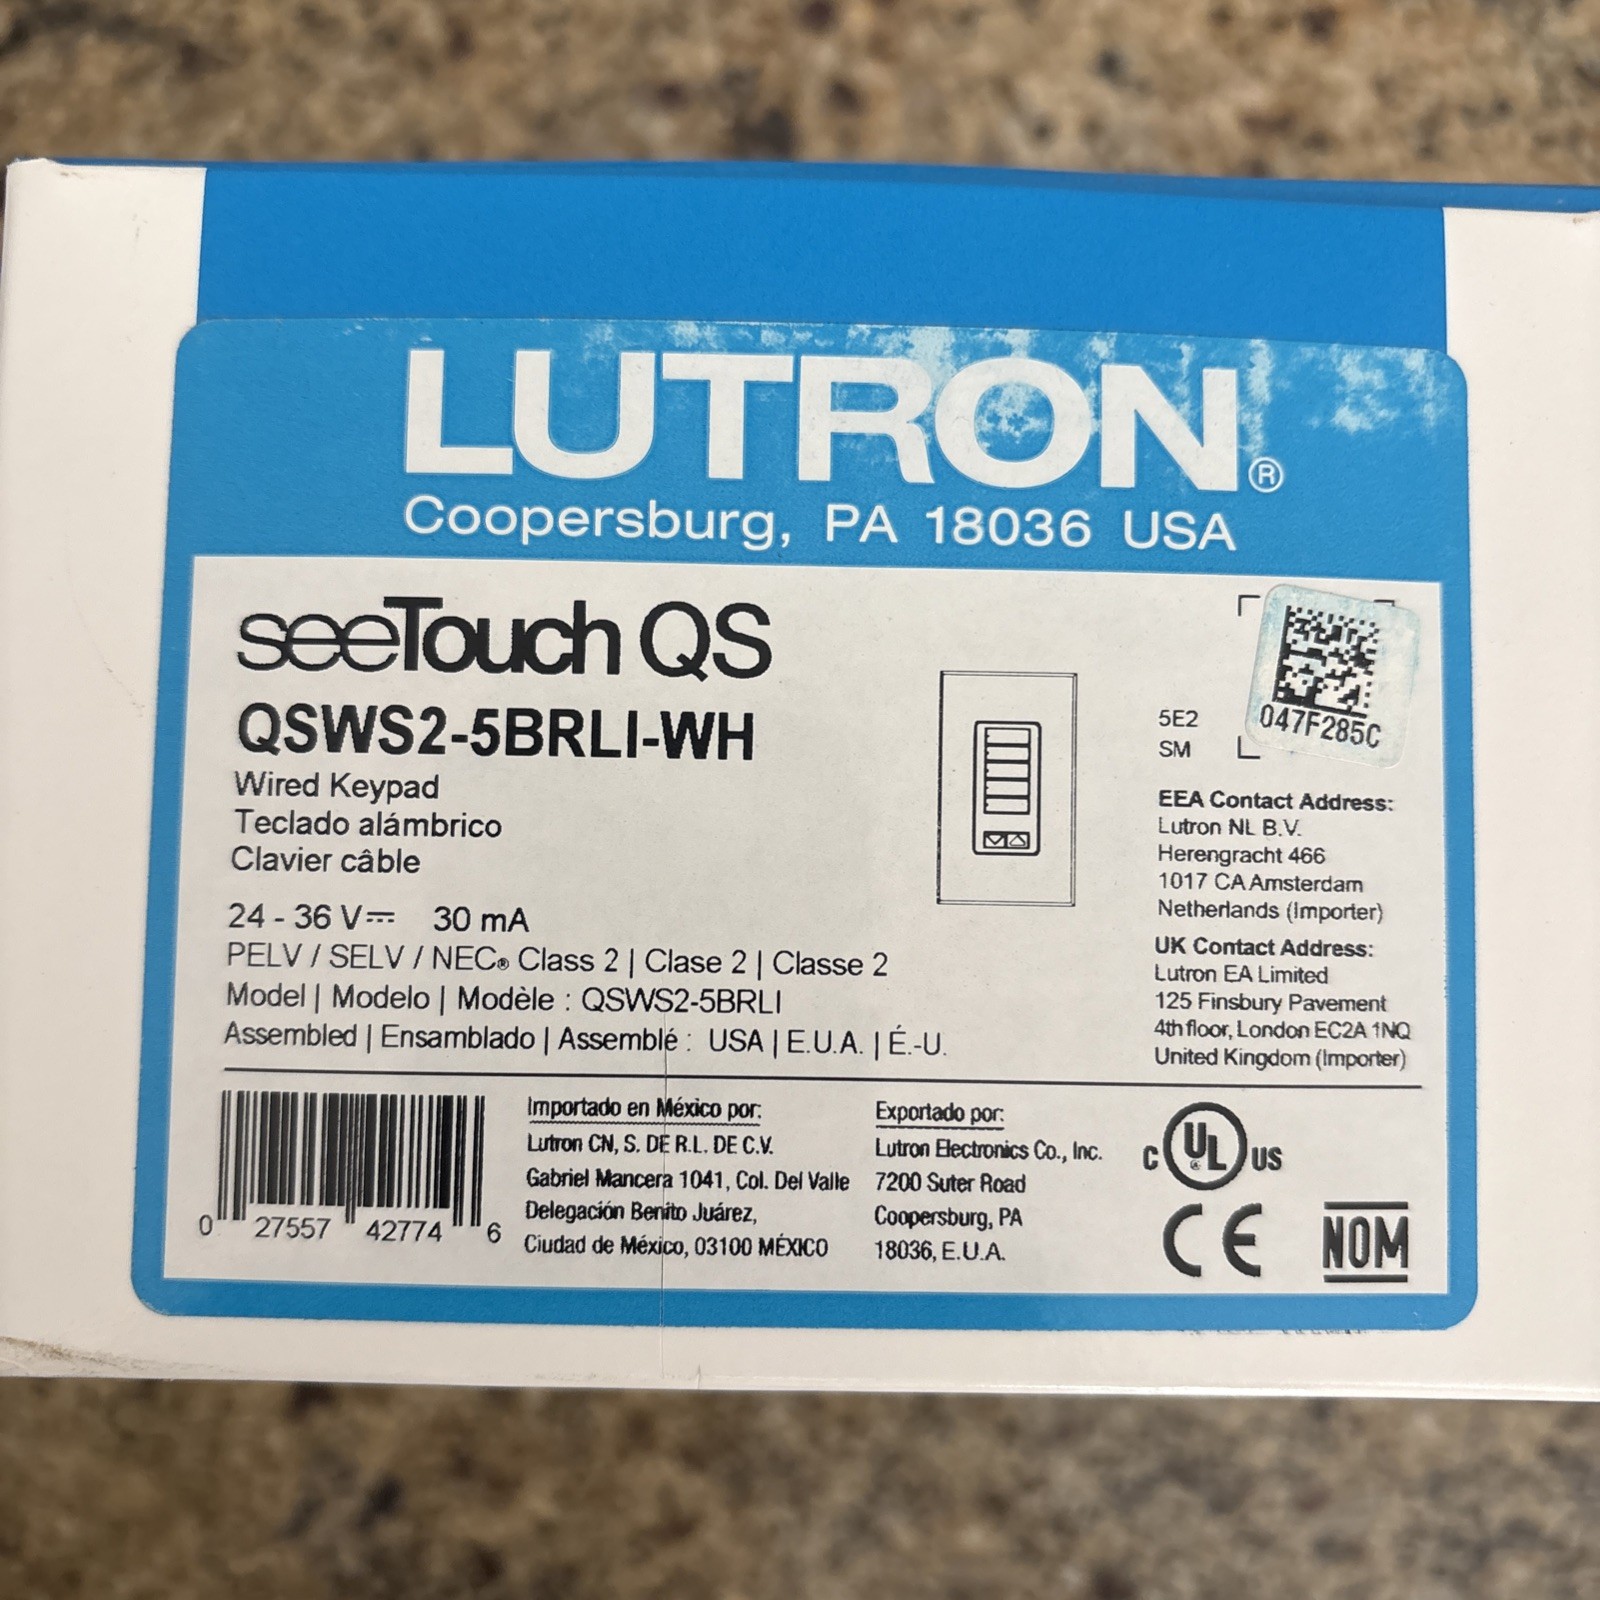 LUTRON®
Coopersburg, PA 18036 USA
seeTouch QS
QSWS2-5BRLI-WH
Wired Keypad
Teclado alámbrico
Clavier câble
24 - 36 V⎓ 30 mA
PELV / SELV / NEC® Class 2 | Clase 2 | Classe 2
Model | Modelo | Modèle : QSWS2-5BRLI
Assembled | Ensamblado | Assemblé : USA | E.U.A. | É.-U.
5E2
SM
047F285C
EEA Contact Address:
Lutron NL B.V.
Herengracht 466
1017 CA Amsterdam
Netherlands (Importer)
UK Contact Address:
Lutron EA Limited
125 Finsbury Pavement
4th floor, London EC2A 1NQ
United Kingdom (Importer)
0 27557 42774 6
Importado en México por:
Lutron CN, S. DE R.L. DE C.V.
Gabriel Mancera 1041, Col. Del Valle
Delegación Benito Juárez,
Ciudad de México, 03100 MÉXICO
Exportado por:
Lutron Electronics Co., Inc.
7200 Suter Road
Coopersburg, PA
18036, E.U.A.
C UL® US
CE
NOM